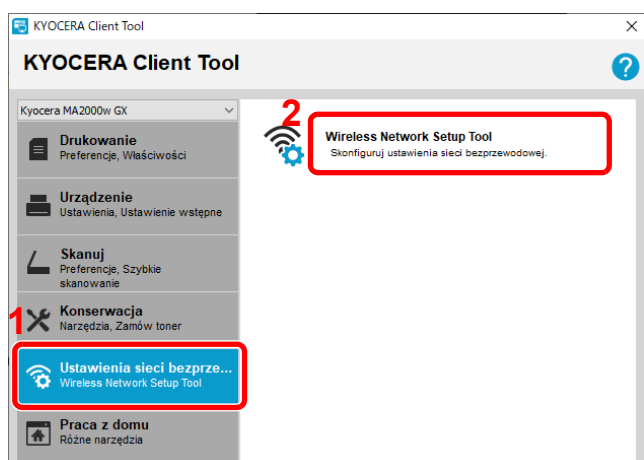 KYOCERA Client Tool
KYOCERA Client Tool
?
Kyocera MA2000w GX
2
Wireless Network Setup Tool
Skonfiguruj ustawienia sieci bezprzewodowej.
Drukowanie
Preferencje, Właściwości
Urządzenie
Ustawienia, Ustawienie wstępne
Skanuj
Preferencje, Szybkie
skanowanie
1
Konserwacja
Narzędzia, Zamów toner
Ustawienia sieci bezprze...
Wireless Network Setup Tool
Praca z domu
Różne narzędzia